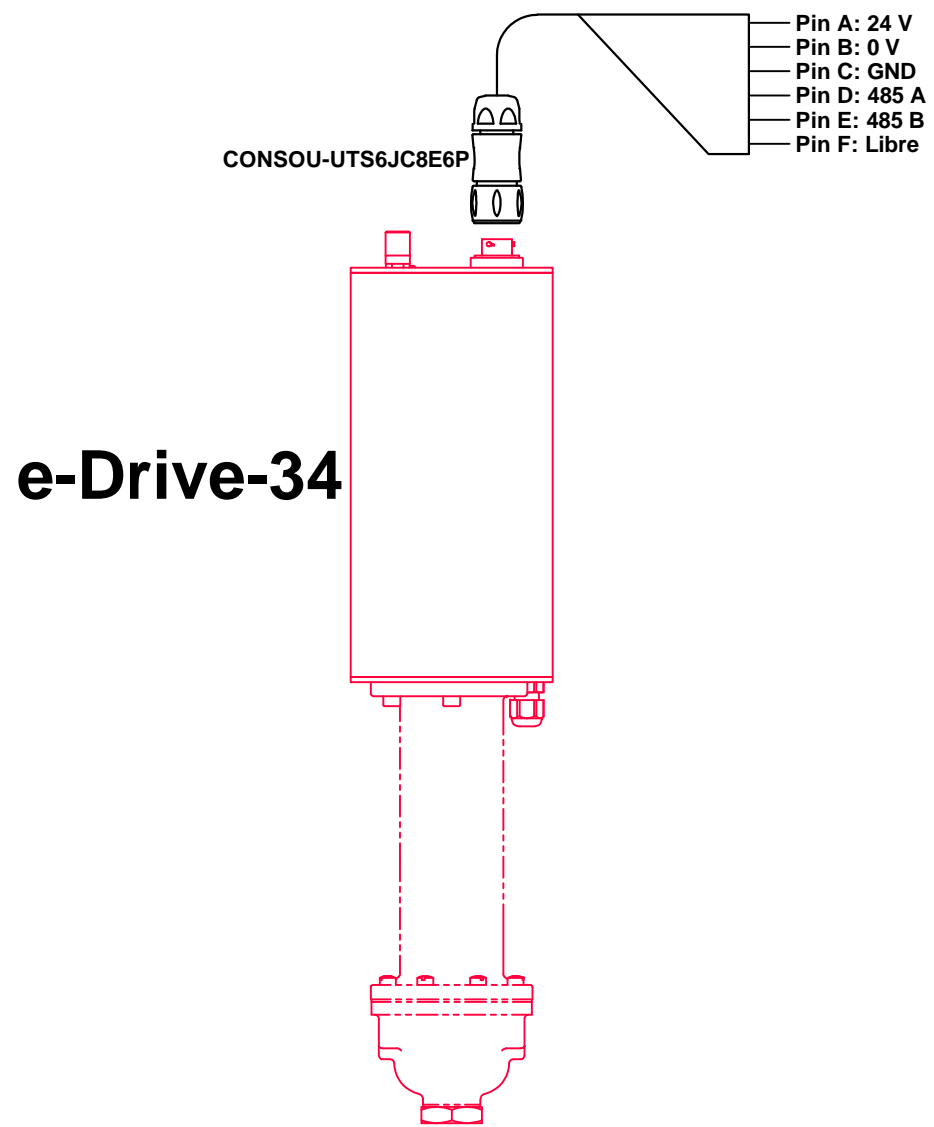 Pin A: 24 V
Pin B: 0 V
Pin C: GND
Pin D: 485 A
Pin E: 485 B
Pin F: Libre
CONSOU-UTS6JC8E6P
e-Drive-34